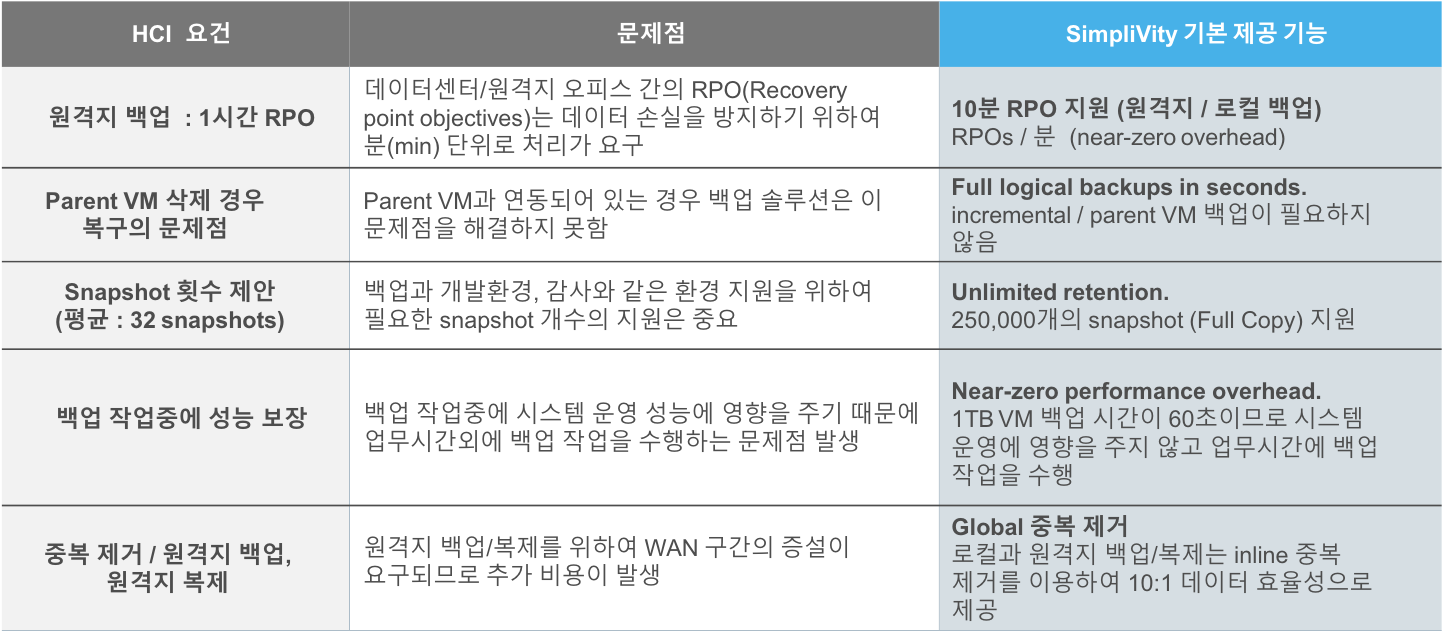 HCI 요건
문제점
SimpliVity 기본 제공 기능
원격지 백업 : 1시간 RPO
데이터센터/원격지 오피스 간의 RPO(Recovery
point objectives)는 데이터 손실을 방지하기 위하여
분(min) 단위로 처리가 요구
10분 RPO 지원 (원격지 / 로컬 백업)
RPOs / 분 (near-zero overhead)
Parent VM 삭제 경우
복구의 문제점
Parent VM과 연동되어 있는 경우 백업 솔루션은 이
문제점을 해결하지 못함
Full logical backups in seconds.
incremental / parent VM 백업이 필요하지
않음
Snapshot 횟수 제안
(평균 : 32 snapshots)
백업과 개발환경, 감사와 같은 환경 지원을 위하여
필요한 snapshot 개수의 지원은 중요
Unlimited retention.
250,000개의 snapshot (Full Copy) 지원
백업 작업중에 성능 보장
백업 작업중에 시스템 운영 성능에 영향을 주기 때문에
업무시간외에 백업 작업을 수행하는 문제점 발생
Near-zero performance overhead.
1TB VM 백업 시간이 60초이므로 시스템
운영에 영향을 주지 않고 업무시간에 백업
작업을 수행
중복 제거 / 원격지 백업,
원격지 복제
원격지 백업/복제를 위하여 WAN 구간의 증설이
요구되므로 추가 비용이 발생
Global 중복 제거
로컬과 원격지 백업/복제는 inline 중복
제거를 이용하여 10:1 데이터 효율성으로
제공